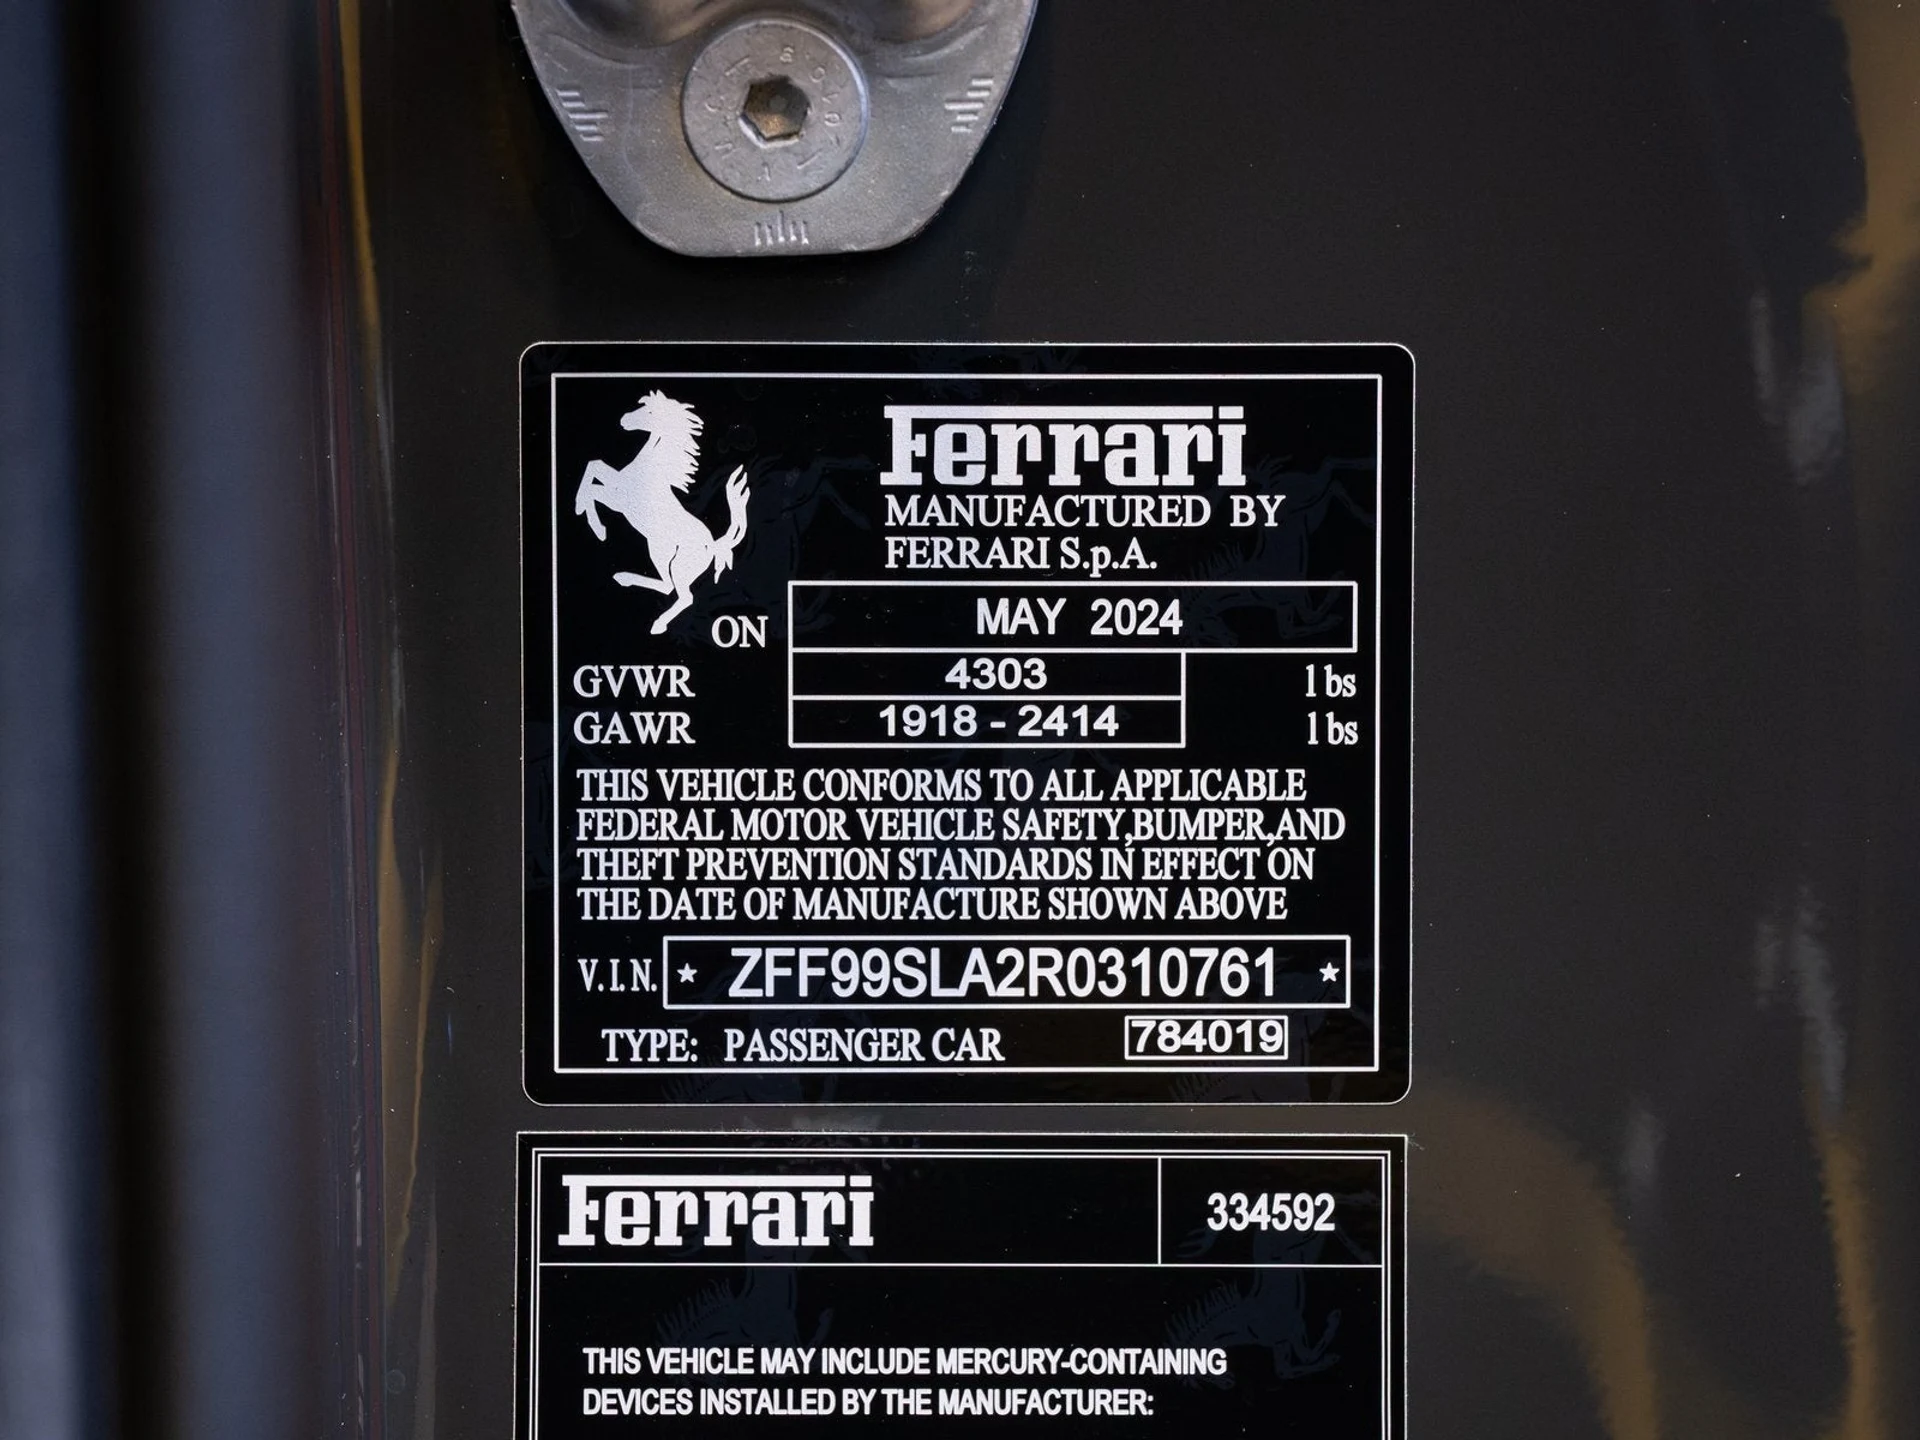 Ferrari
MANUFACTURED BY
FERRARI S.p.A.
ON MAY 2024
GVWR 4303 lbs
GAWR 1918 - 2414 lbs
THIS VEHICLE CONFORMS TO ALL APPLICABLE
FEDERAL MOTOR VEHICLE SAFETY,BUMPER,AND
THEFT PREVENTION STANDARDS IN EFFECT ON
THE DATE OF MANUFACTURE SHOWN ABOVE
V.I.N. ★ ZFF99SLA2R0310761 ★
TYPE: PASSENGER CAR 784019
Ferrari 334592
THIS VEHICLE MAY INCLUDE MERCURY-CONTAINING
DEVICES INSTALLED BY THE MANUFACTURER: